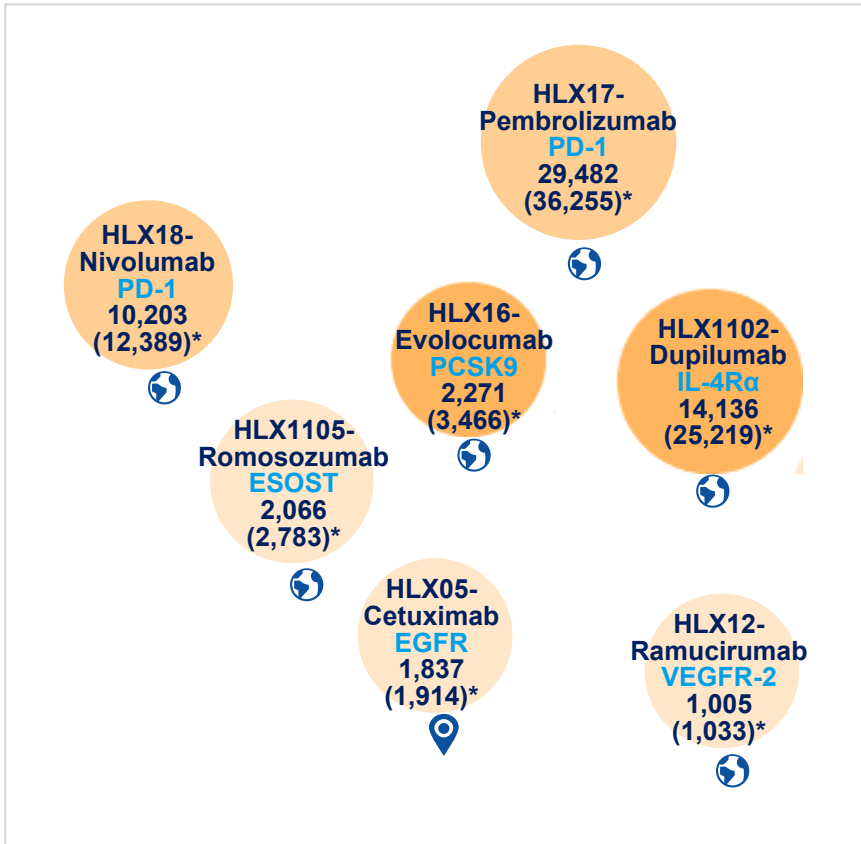 HLX17-
Pembrolizumab
PD-1
29,482
(36,255)*
HLX18-
Nivolumab
PD-1
10,203
(12,389)*
HLX16-
Evolocumab
PCSK9
2,271
(3,466)*
HLX1102-
Dupilumab
IL-4Rα
14,136
(25,219)*
HLX1105-
Romosozumab
ESOST
2,066
(2,783)*
HLX05-
Cetuximab
EGFR
1,837
(1,914)*
HLX12-
Ramucirumab
VEGFR-2
1,005
(1,033)*